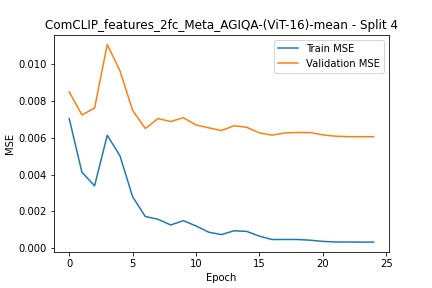 ComCLIP_features_2fc_Meta_AGIQA-(ViT-16)-mean - Split 4
Train MSE
Validation MSE
0.010
0.008
0.006
0.004
0.002
0.000
MSE
0 5 10 15 20 25
Epoch